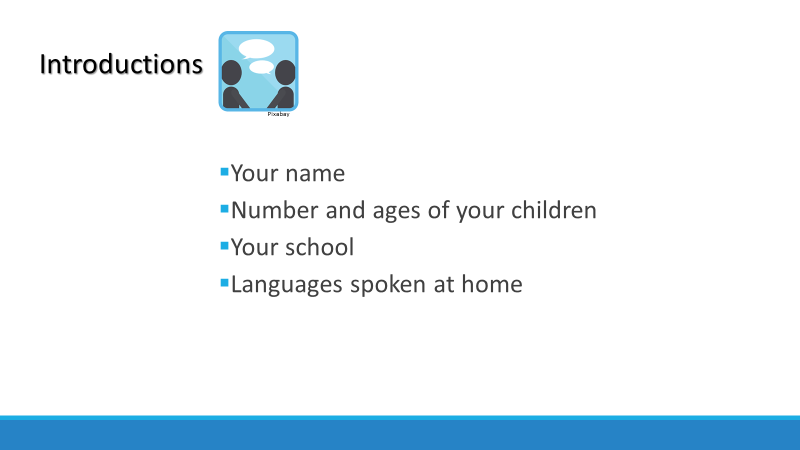 Introductions
Pixabay
▪Your name
▪Number and ages of your children
▪Your school
▪Languages spoken at home